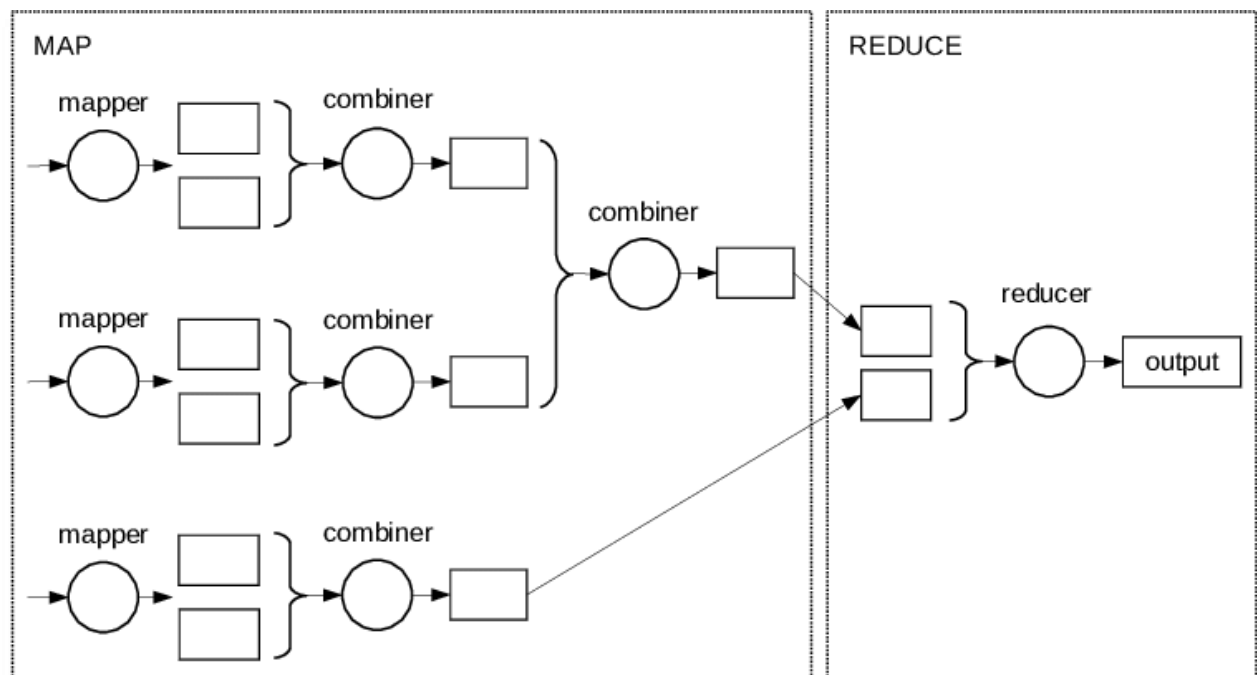 MAP
REDUCE
mapper
combiner
combiner
reducer
mapper
combiner
output
mapper
combiner